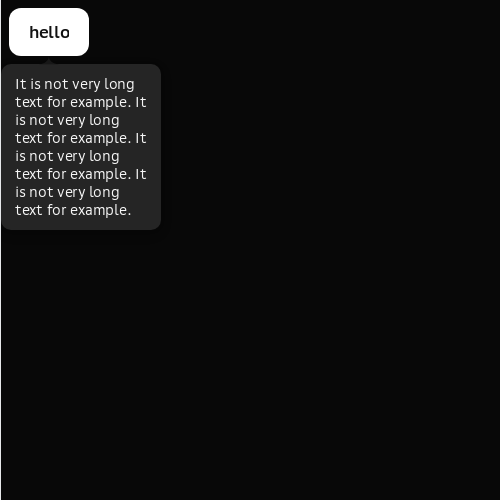 hello
It is not very long
text for example. It
is not very long
text for example. It
is not very long
text for example. It
is not very long
text for example.